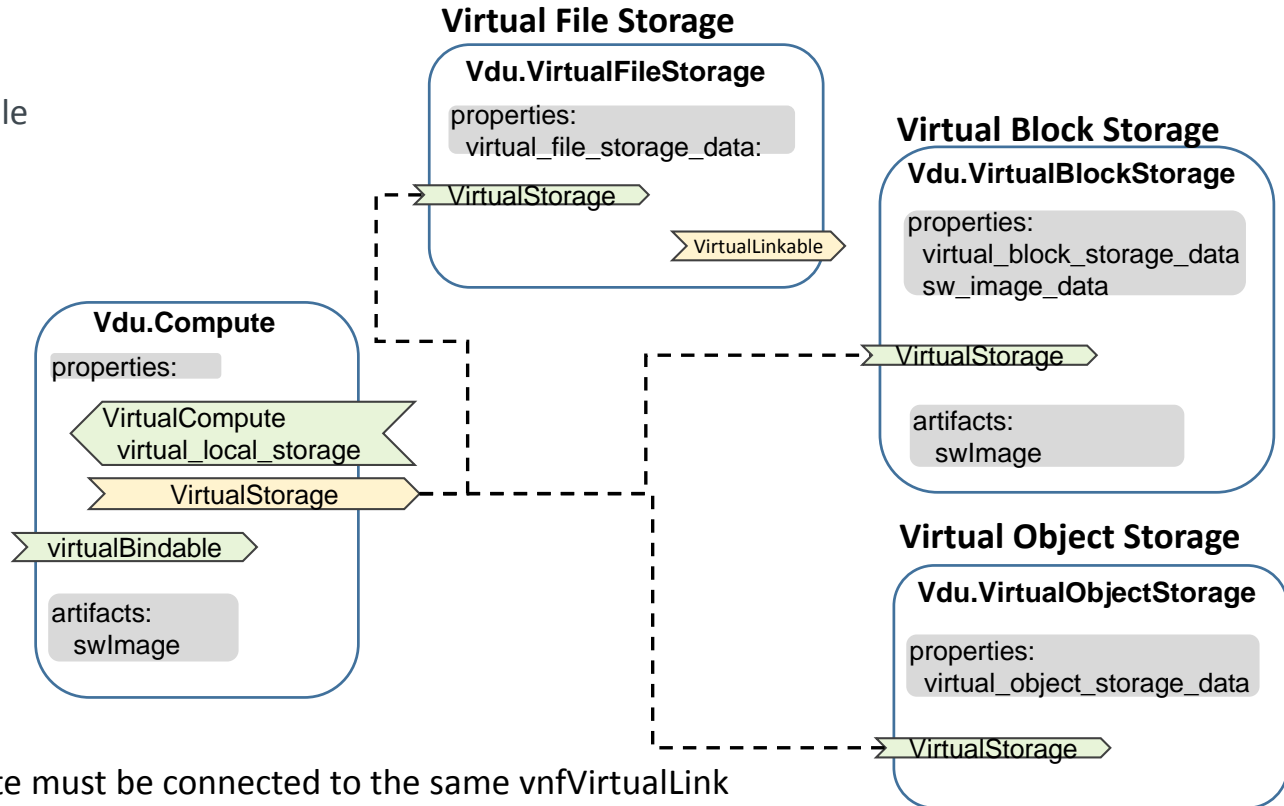 Virtual File Storage
Vdu.VirtualFileStorage
properties:
virtual_file_storage_data:
VirtualStorage
VirtualLinkable
le
Virtual Block Storage
Vdu.VirtualBlockStorage
properties:
virtual_block_storage_data
sw_image_data
VirtualStorage
artifacts:
swImage
Vdu.Compute
properties:
VirtualCompute
virtual_local_storage
VirtualStorage
virtualBindable
artifacts:
swImage
Virtual Object Storage
Vdu.VirtualObjectStorage
properties:
virtual_object_storage_data
VirtualStorage
te must be connected to the same vnfVirtualLink